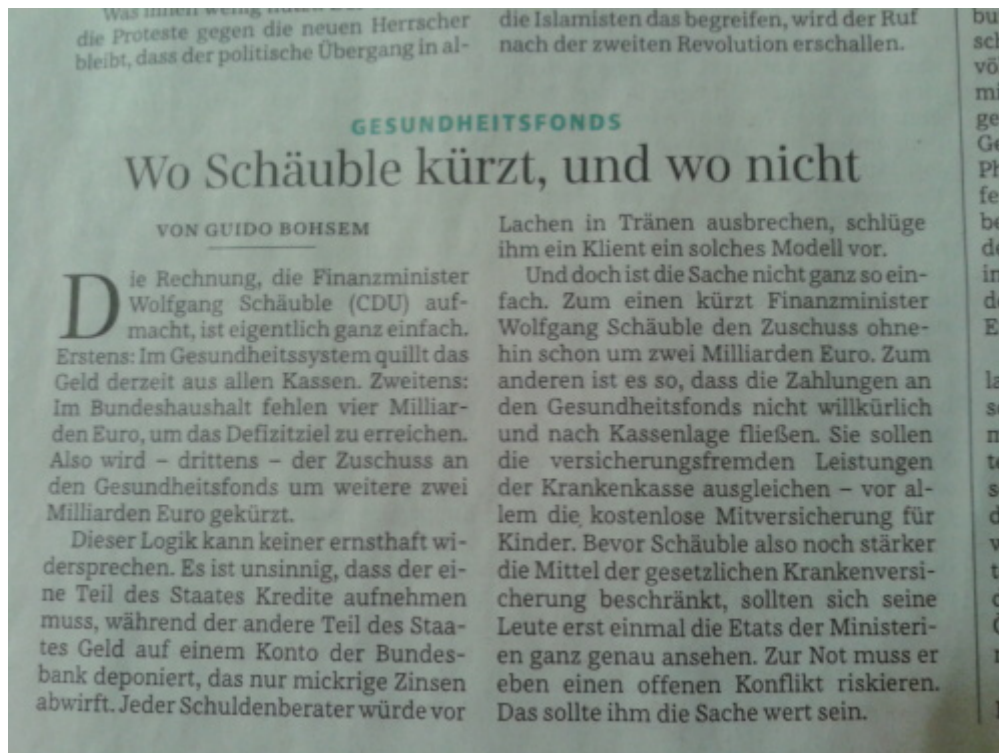 die Proteste gegen die neuen Herrscher
bleibt, dass der politische Übergang in al-
die Islamisten das begreifen, wird der Ruf
nach der zweiten Revolution erschallen.
GESUNDHEITSFONDS
Wo Schäuble kürzt, und wo nicht
VON GUIDO BOHSEM
Die Rechnung, die Finanzminister
Wolfgang Schäuble (CDU) auf-
macht, ist eigentlich ganz einfach.
Erstens: Im Gesundheitssystem quillt das
Geld derzeit aus allen Kassen. Zweitens:
Im Bundeshaushalt fehlen vier Milliar-
den Euro, um das Defizitziel zu erreichen.
Also wird – drittens – der Zuschuss an
den Gesundheitsfonds um weitere zwei
Milliarden Euro gekürzt.
Dieser Logik kann keiner ernsthaft wi-
dersprechen. Es ist unsinnig, dass der ei-
ne Teil des Staates Kredite aufnehmen
muss, während der andere Teil des Staa-
tes Geld auf einem Konto der Bundes-
bank deponiert, das nur mickrige Zinsen
abwirft. Jeder Schuldenberater würde vor
Lachen in Tränen ausbrechen, schlüge
ihm ein Klient ein solches Modell vor.
Und doch ist die Sache nicht ganz so ein-
fach. Zum einen kürzt Finanzminister
Wolfgang Schäuble den Zuschuss ohne-
hin schon um zwei Milliarden Euro. Zum
anderen ist es so, dass die Zahlungen an
den Gesundheitsfonds nicht willkürlich
und nach Kassenlage fließen. Sie sollen
die versicherungsfremden Leistungen
der Krankenkasse ausgleichen – vor al-
lem die kostenlose Mitversicherung für
Kinder. Bevor Schäuble also noch stärker
die Mittel der gesetzlichen Krankenversi-
cherung beschränkt, sollten sich seine
Leute erst einmal die Etats der Ministeri-
en ganz genau ansehen. Zur Not muss er
eben einen offenen Konflikt riskieren.
Das sollte ihm die Sache wert sein.